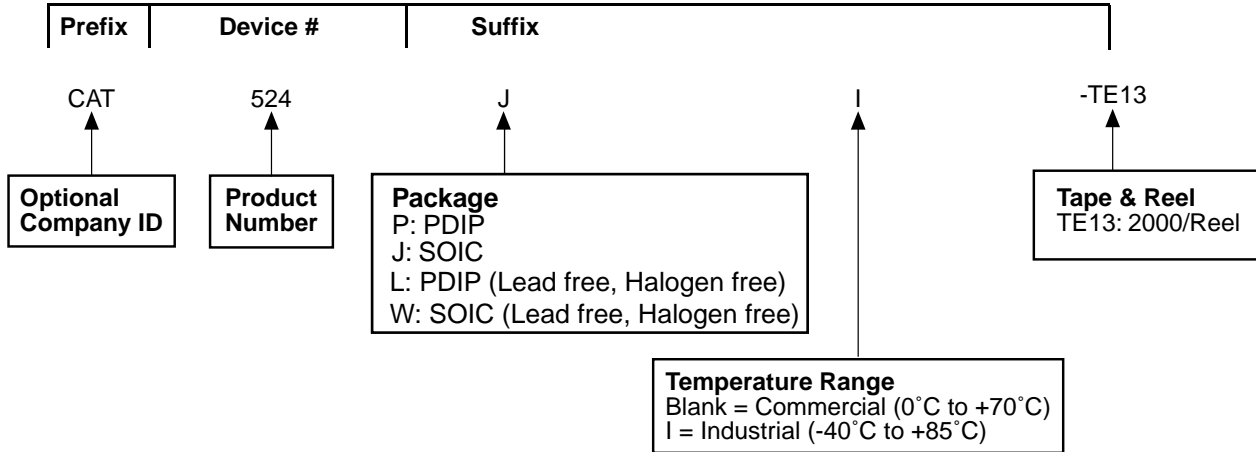 Prefix Device # Suffix
CAT 524 J I -TE13
Optional
Company ID
Product
Number
Package
P: PDIP
J: SOIC
L: PDIP (Lead free, Halogen free)
W: SOIC (Lead free, Halogen free)
Tape & Reel
TE13: 2000/Reel
Temperature Range
Blank = Commercial (0˚C to +70˚C)
I = Industrial (-40˚C to +85˚C)